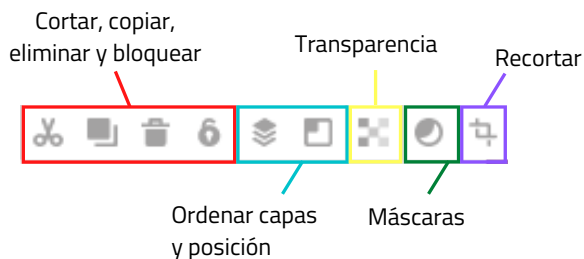 Cortar, copiar,
eliminar y bloquear
Transparencia
Recortar
Ordenar capas
y posición
Máscaras